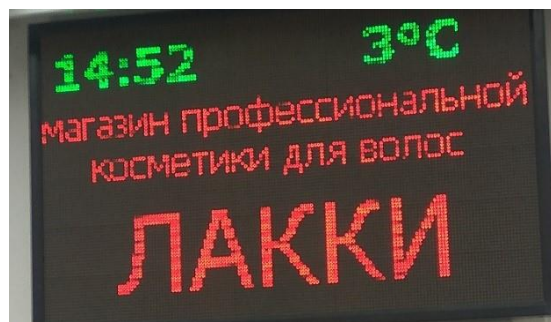 14:52 3°C
магазин профессиональной
косметики для волос
ЛАККИ